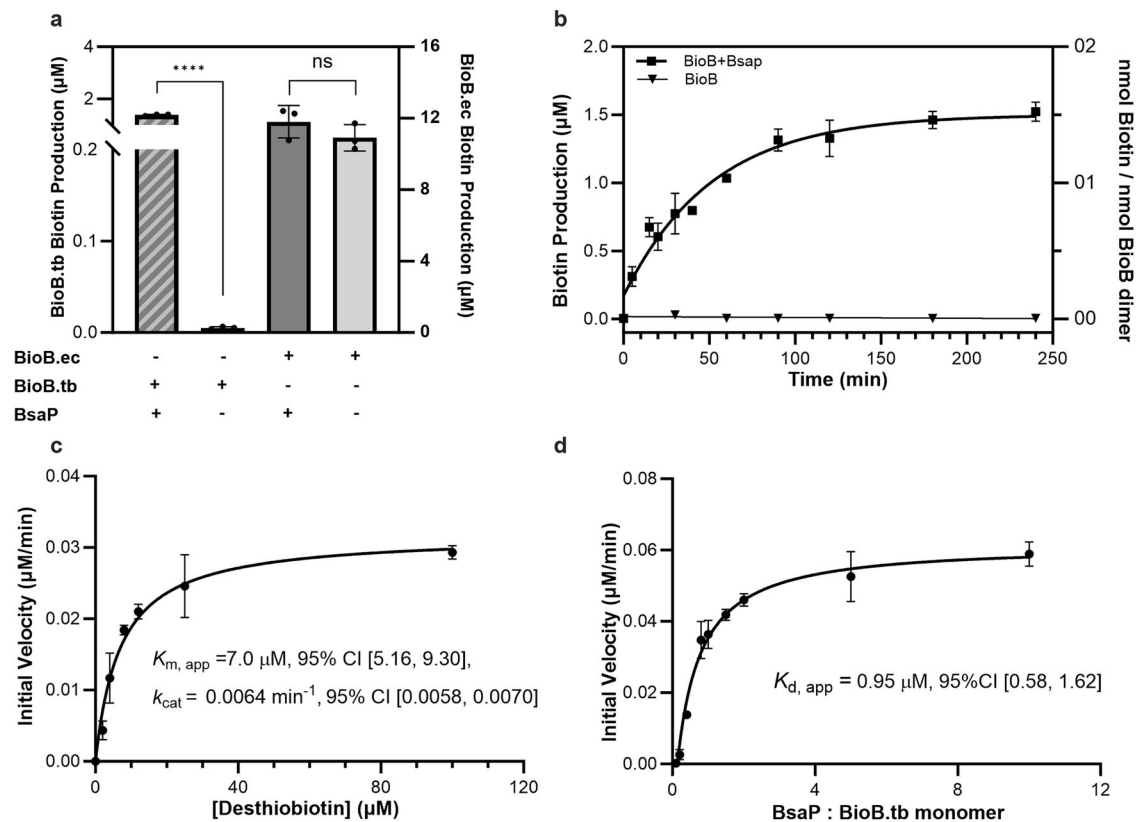 a
BioB.tb Biotin Production (µM)
4
2
0.2
0.1
0.0
****
ns
16
12
8
4
0
BioB.ec Biotin Production (µM)
BioB.ec - - + +
BioB.tb + + - -
BsaP + - + -
b
Biotin Production (µM)
2.0
1.5
1.0
0.5
0.0
BioB+Bsap
BioB
02
01
00
nmol Biotin / nmol BioB dimer
0 50 100 150 200 250
Time (min)
c
Initial Velocity (µM/min)
0.04
0.03
0.02
0.01
0.00
Km, app =7.0 µM, 95% CI [5.16, 9.30],
kcat = 0.0064 min-1, 95% CI [0.0058, 0.0070]
0 40 80 120
[Desthiobiotin] (µM)
d
Initial Velocity (µM/min)
0.08
0.06
0.04
0.02
0.00
Kd, app = 0.95 µM, 95%CI [0.58, 1.62]
0 4 8 12
BsaP : BioB.tb monomer